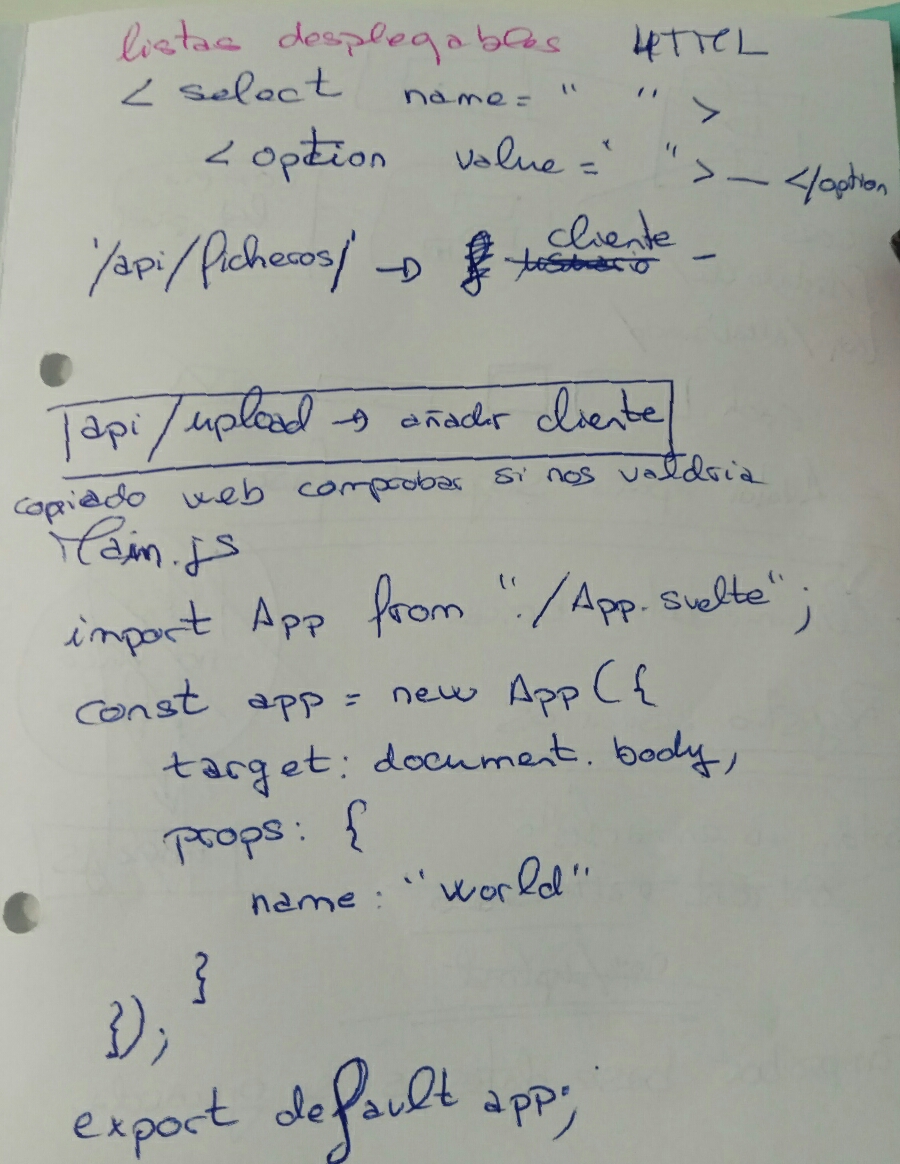 listas desplegables HTML
< select name= " " >
< option value = " " > — </option
'/api/ficheros/' → cliente -
/api/upload → añadir cliente
copiado web comprobar si nos valdria
Main.js
import App from "./App.svelte";
const app = new App({
target: document.body,
props: {
name: "world"
}
});
export default app;